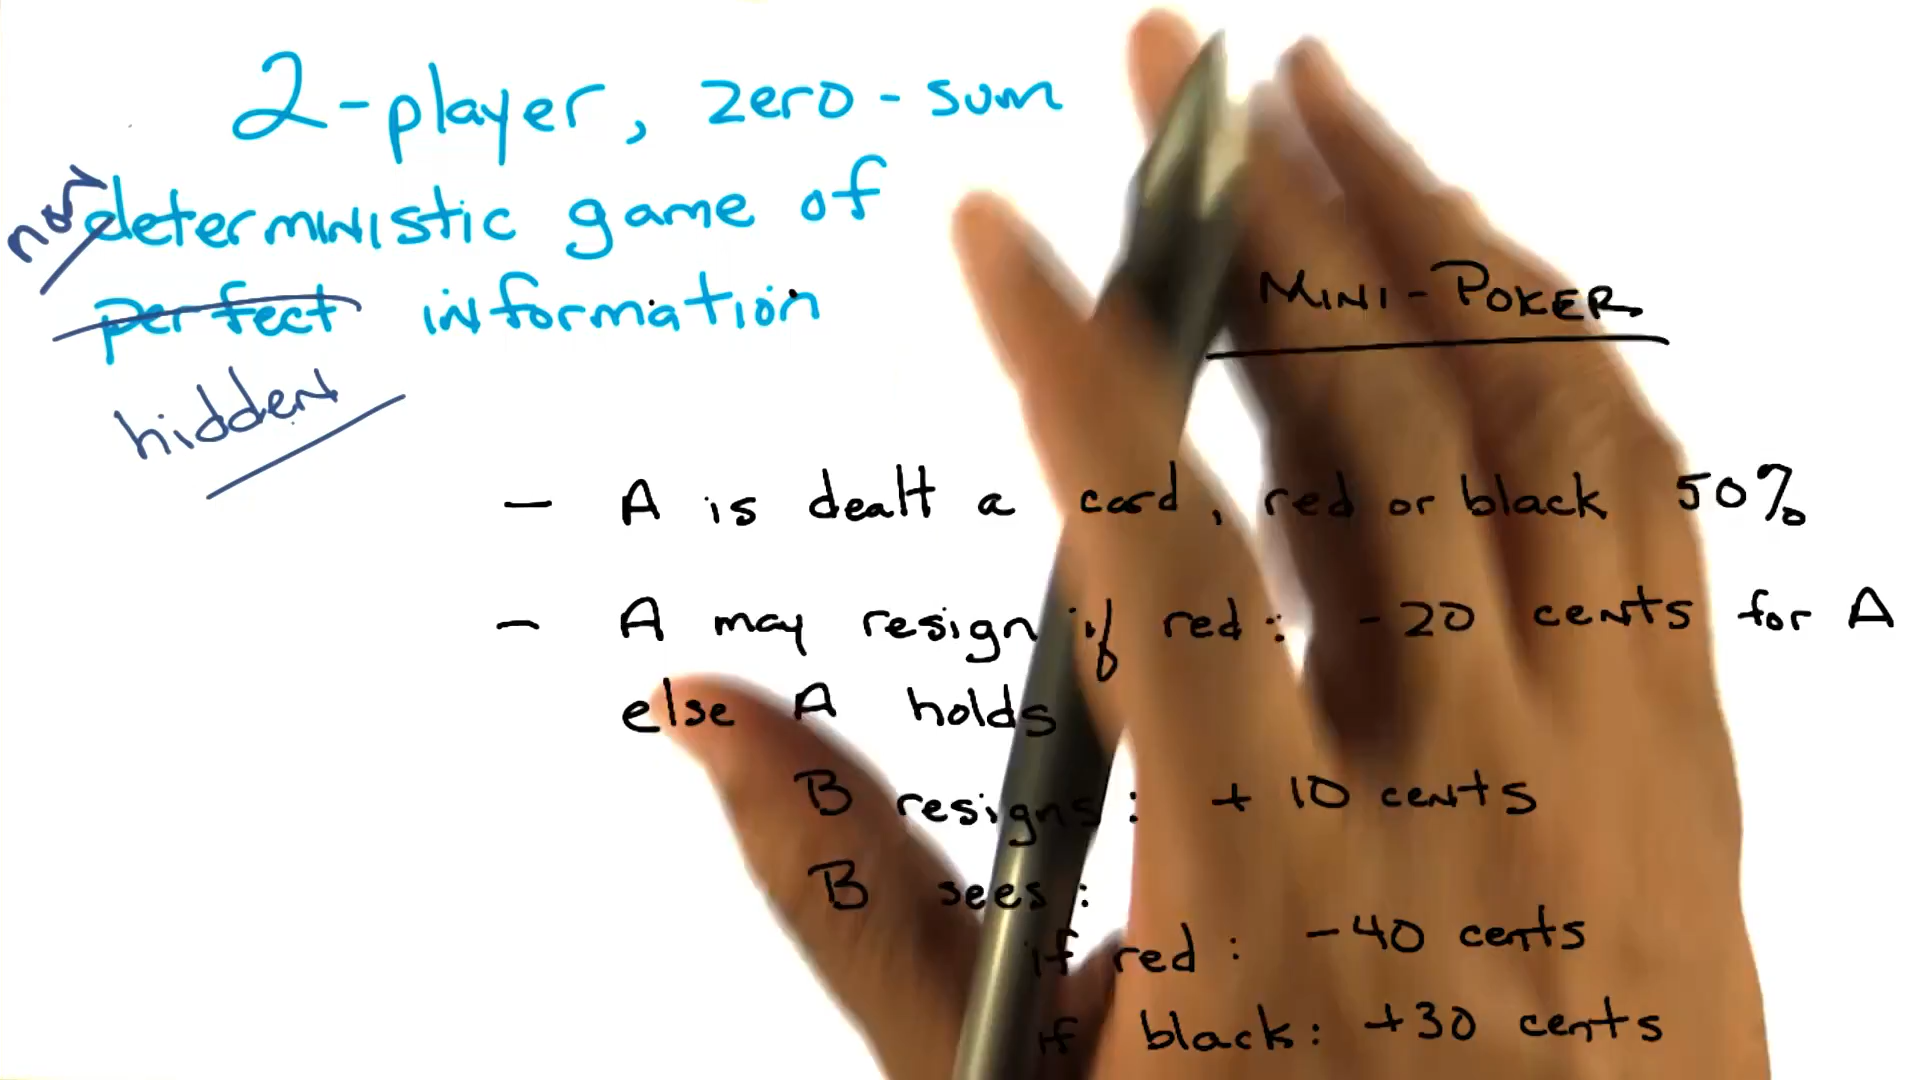 2-player, zero-sum
non deterministic game of
perfect information
hidden
MINI-POKER
- A is dealt a card, red or black 50%
- A may resign if red: -20 cents for A
else A holds
B resigns: +10 cents
B sees:
if red: -40 cents
if black: +30 cents